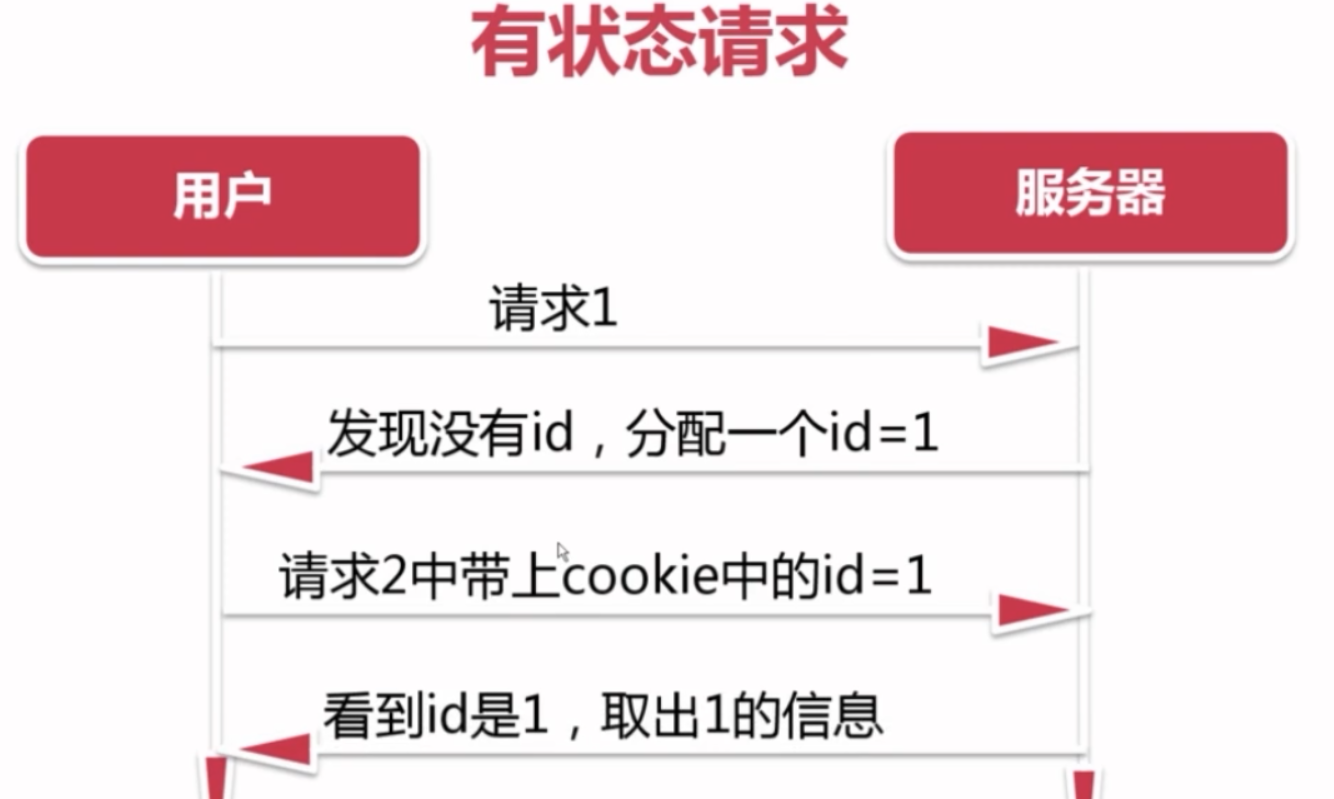 有状态请求
用户
服务器
请求1
发现没有id，分配一个id=1
请求2中带上cookie中的id=1
看到id是1，取出1的信息